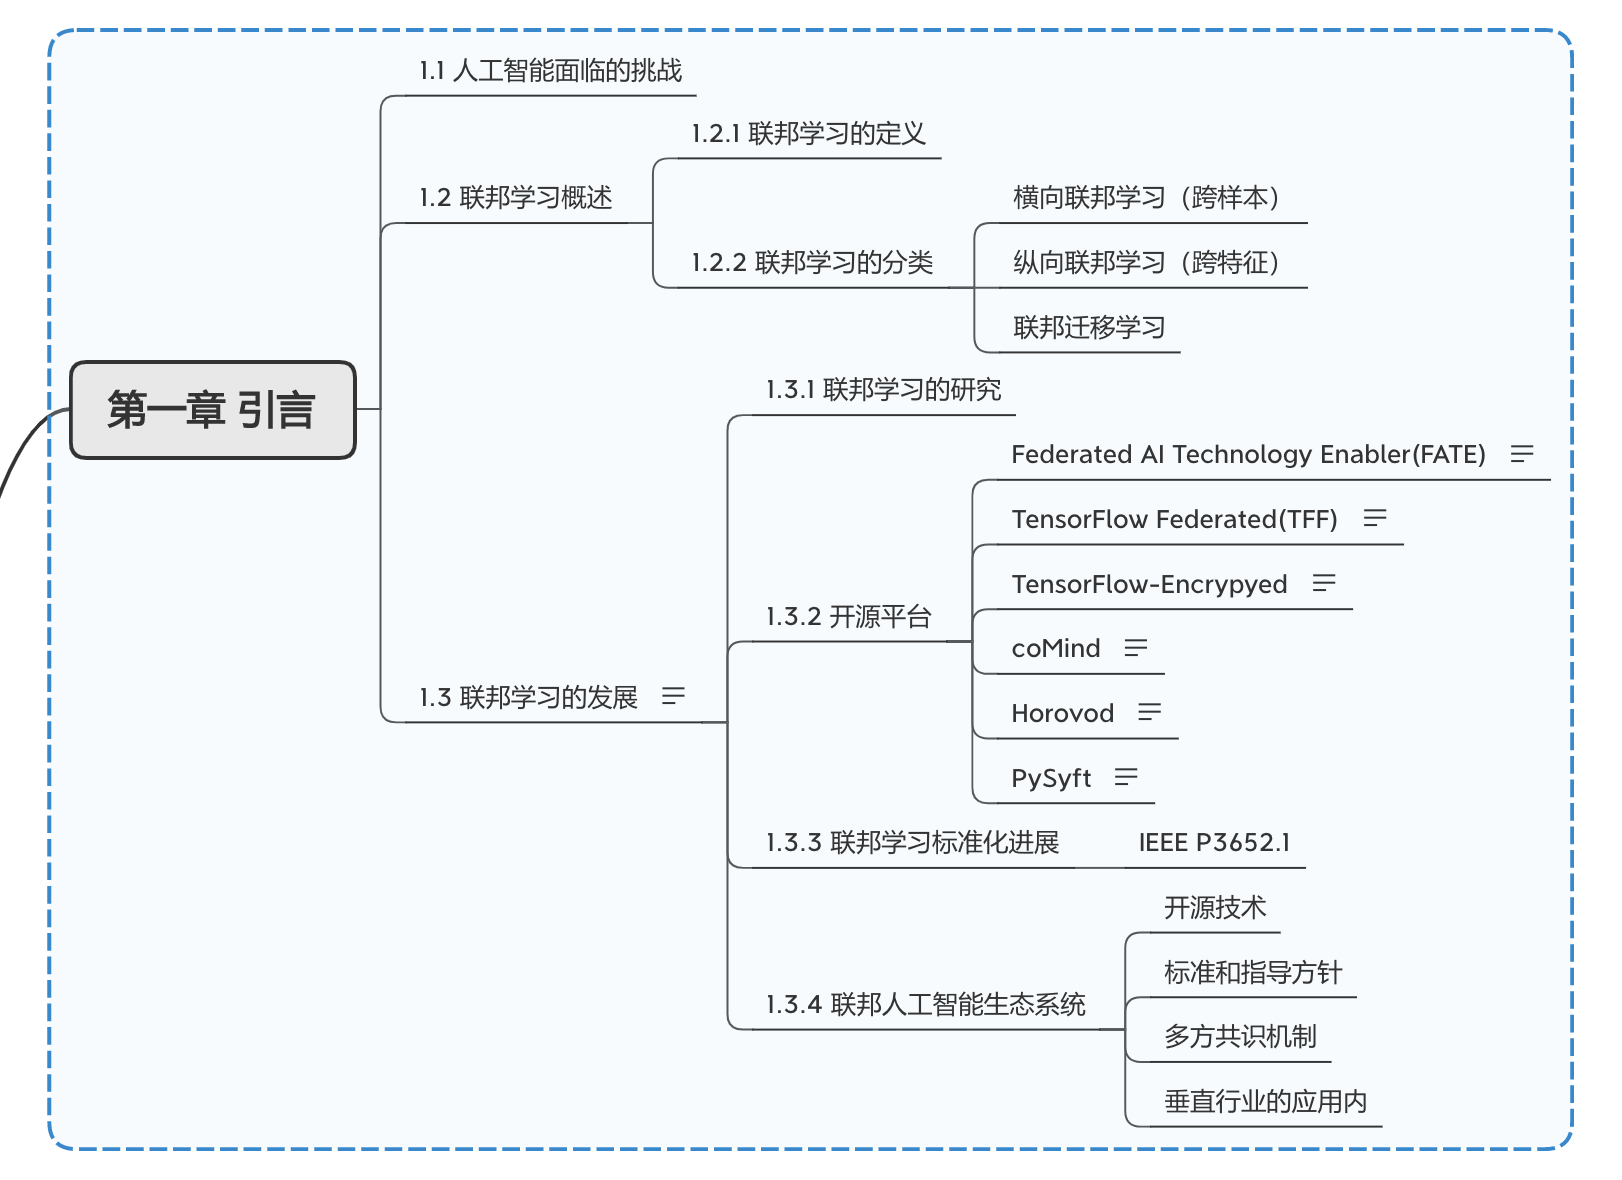 第一章 引言
1.1 人工智能面临的挑战
1.2 联邦学习概述
1.2.1 联邦学习的定义
1.2.2 联邦学习的分类
横向联邦学习（跨样本）
纵向联邦学习（跨特征）
联邦迁移学习
1.3 联邦学习的发展
1.3.1 联邦学习的研究
1.3.2 开源平台
Federated AI Technology Enabler(FATE)
TensorFlow Federated(TFF)
TensorFlow-Encrypyed
coMind
Horovod
PySyft
1.3.3 联邦学习标准化进展
IEEE P3652.1
1.3.4 联邦人工智能生态系统
开源技术
标准和指导方针
多方共识机制
垂直行业的应用内